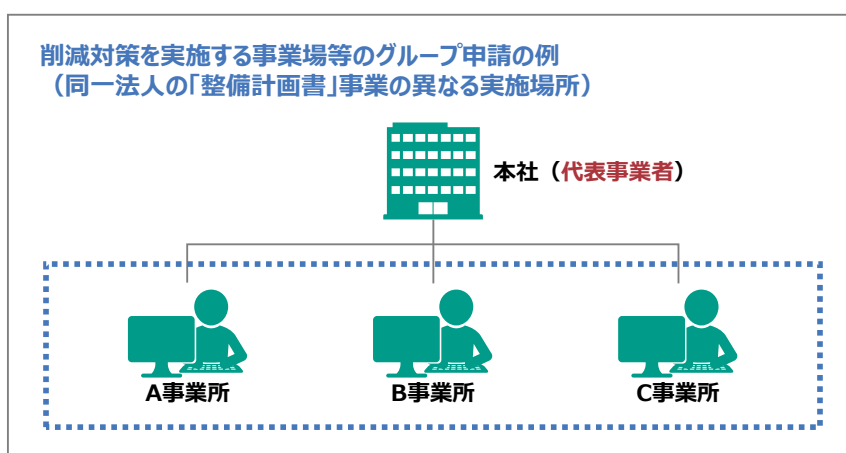 削減対策を実施する事業場等のグループ申請の例
（同一法人の「整備計画書」事業の異なる実施場所）
本社（代表事業者）
A事業所
B事業所
C事業所